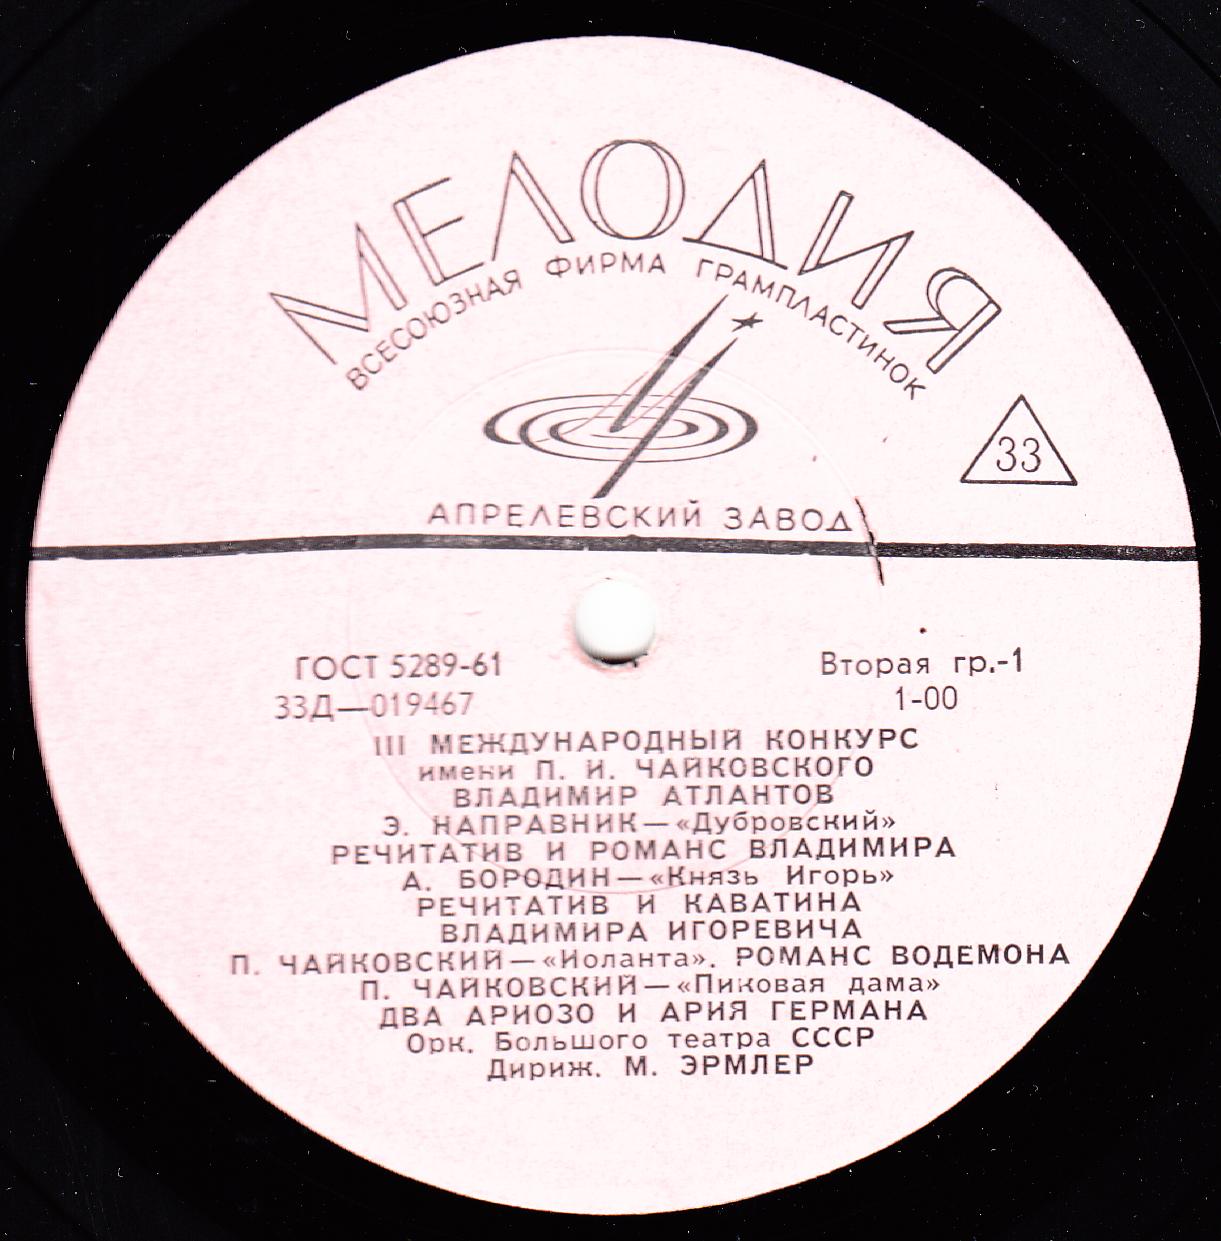 МЕЛОДИЯ
ВСЕСОЮЗНАЯ ФИРМА ГРАМПЛАСТИНОК
33
АПРЕЛЕВСКИЙ ЗАВОД
ГОСТ 5289-61 Вторая гр.-1
33Д—019467 1-00
III МЕЖДУНАРОДНЫЙ КОНКУРС
имени П. И. ЧАЙКОВСКОГО
ВЛАДИМИР АТЛАНТОВ
Э. НАПРАВНИК—«Дубровский»
РЕЧИТАТИВ И РОМАНС ВЛАДИМИРА
А. БОРОДИН—«Князь Игорь»
РЕЧИТАТИВ И КАВАТИНА
ВЛАДИМИРА ИГОРЕВИЧА
П. ЧАЙКОВСКИЙ—«Иоланта». РОМАНС ВОДЕМОНА
П. ЧАЙКОВСКИЙ—«Пиковая дама»
ДВА АРИОЗО И АРИЯ ГЕРМАНА
Орк. Большого театра СССР
Дириж. М. ЭРМЛЕР